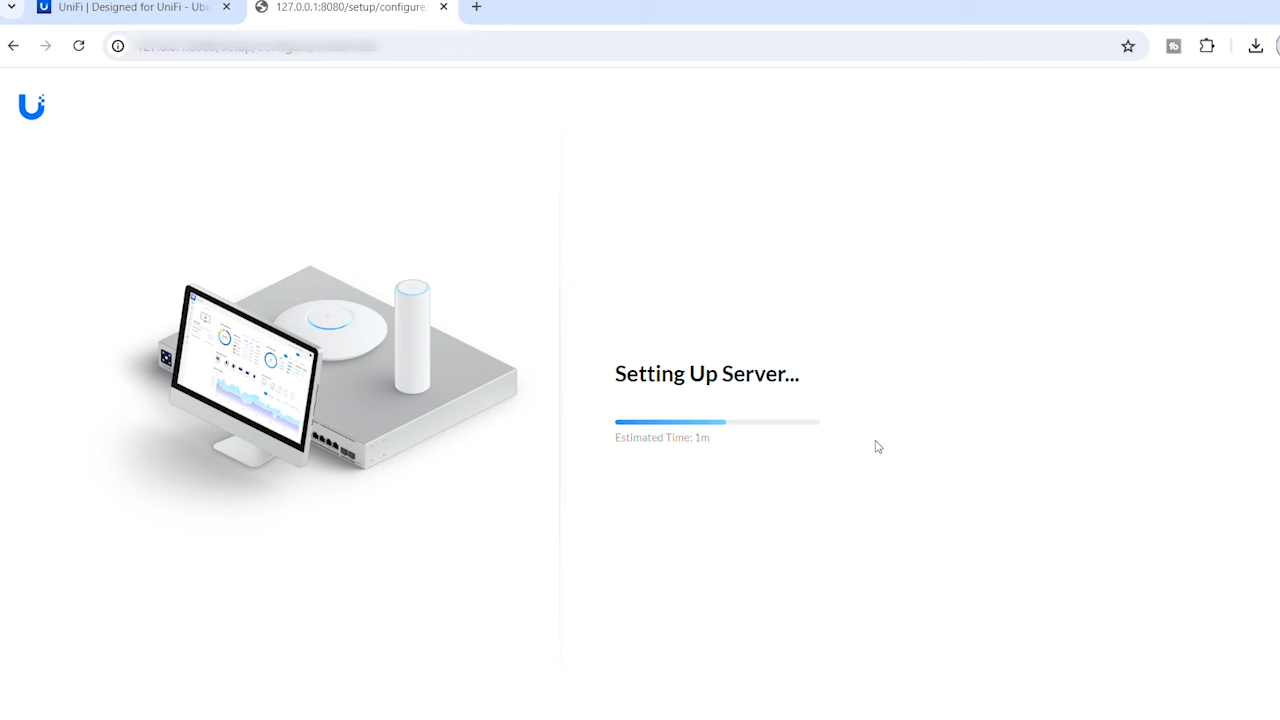 UniFi | Designed for UniFi - Ubi
127.0.0.1:8080/setup/configure
Setting Up Server...
Estimated Time: 1m